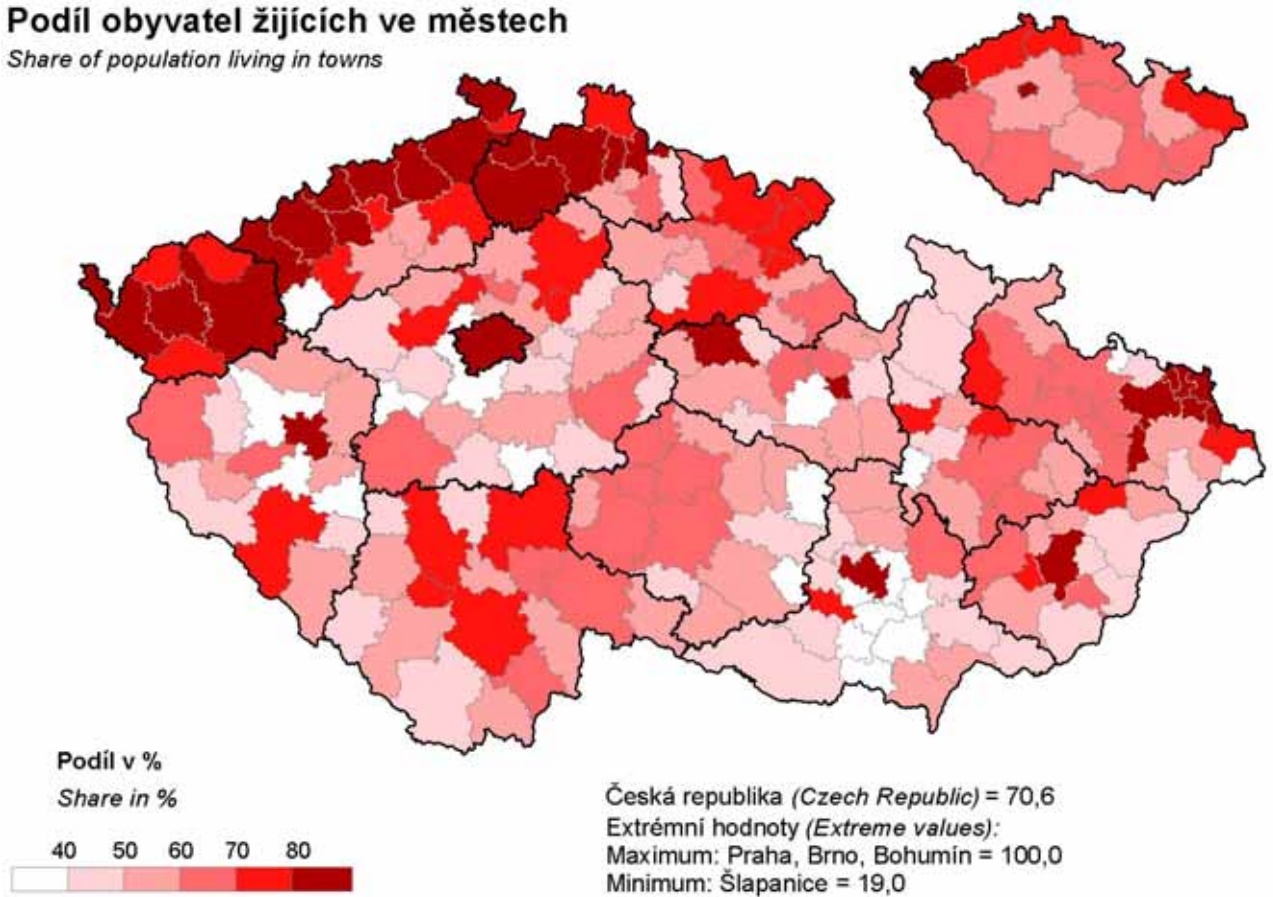 Podíl obyvatel žijících ve městech
Share of population living in towns
Podíl v %
Share in %
40 50 60 70 80
Česká republika (Czech Republic) = 70,6
Extrémní hodnoty (Extreme values):
Maximum: Praha, Brno, Bohumín = 100,0
Minimum: Šlapanice = 19,0